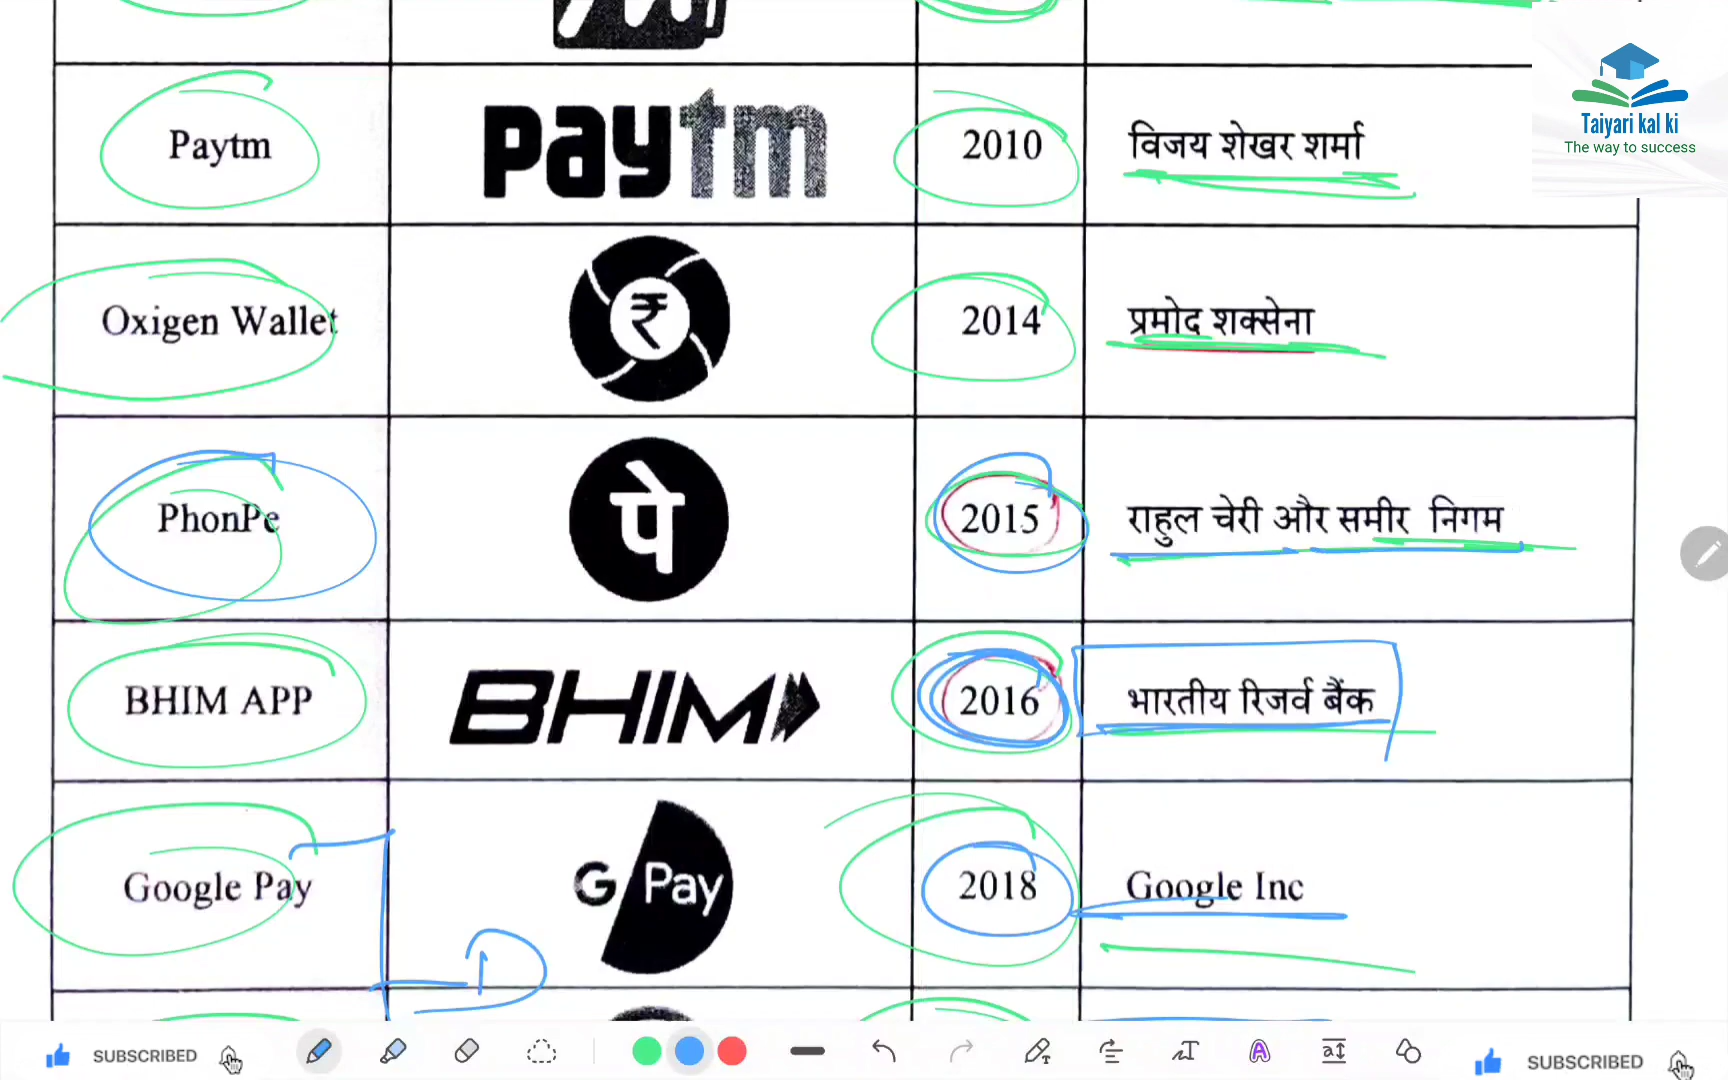 Taiyari kal ki
The way to success
Paytm paytm 2010 विजय शेखर शर्मा
Oxigen Wallet ₹ 2014 प्रमोद शक्सेना
PhonPe पे 2015 राहुल चेरी और समीर निगम
BHIM APP BHIM 2016 भारतीय रिजर्व बैंक
Google Pay G Pay 2018 Google Inc
SUBSCRIBED SUBSCRIBED